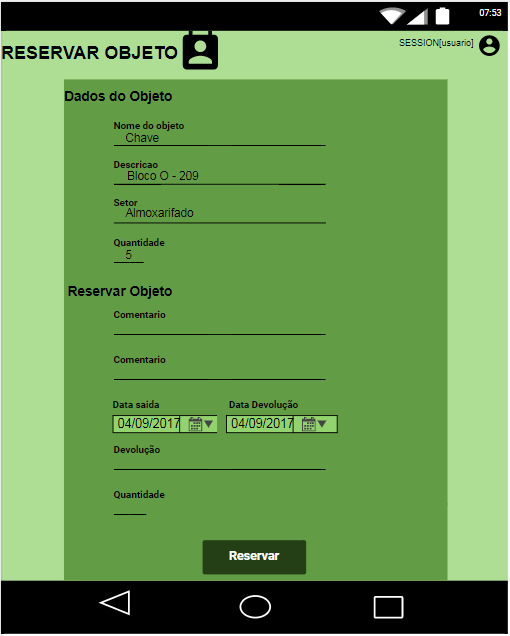 07:53
RESERVAR OBJETO
SESSION[usuario]
Dados do Objeto
Nome do objeto
Chave
Descricao
Bloco O - 209
Setor
Almoxarifado
Quantidade
5
Reservar Objeto
Comentario
Comentario
Data saida Data Devolução
04/09/2017 04/09/2017
Devolução
Quantidade
Reservar